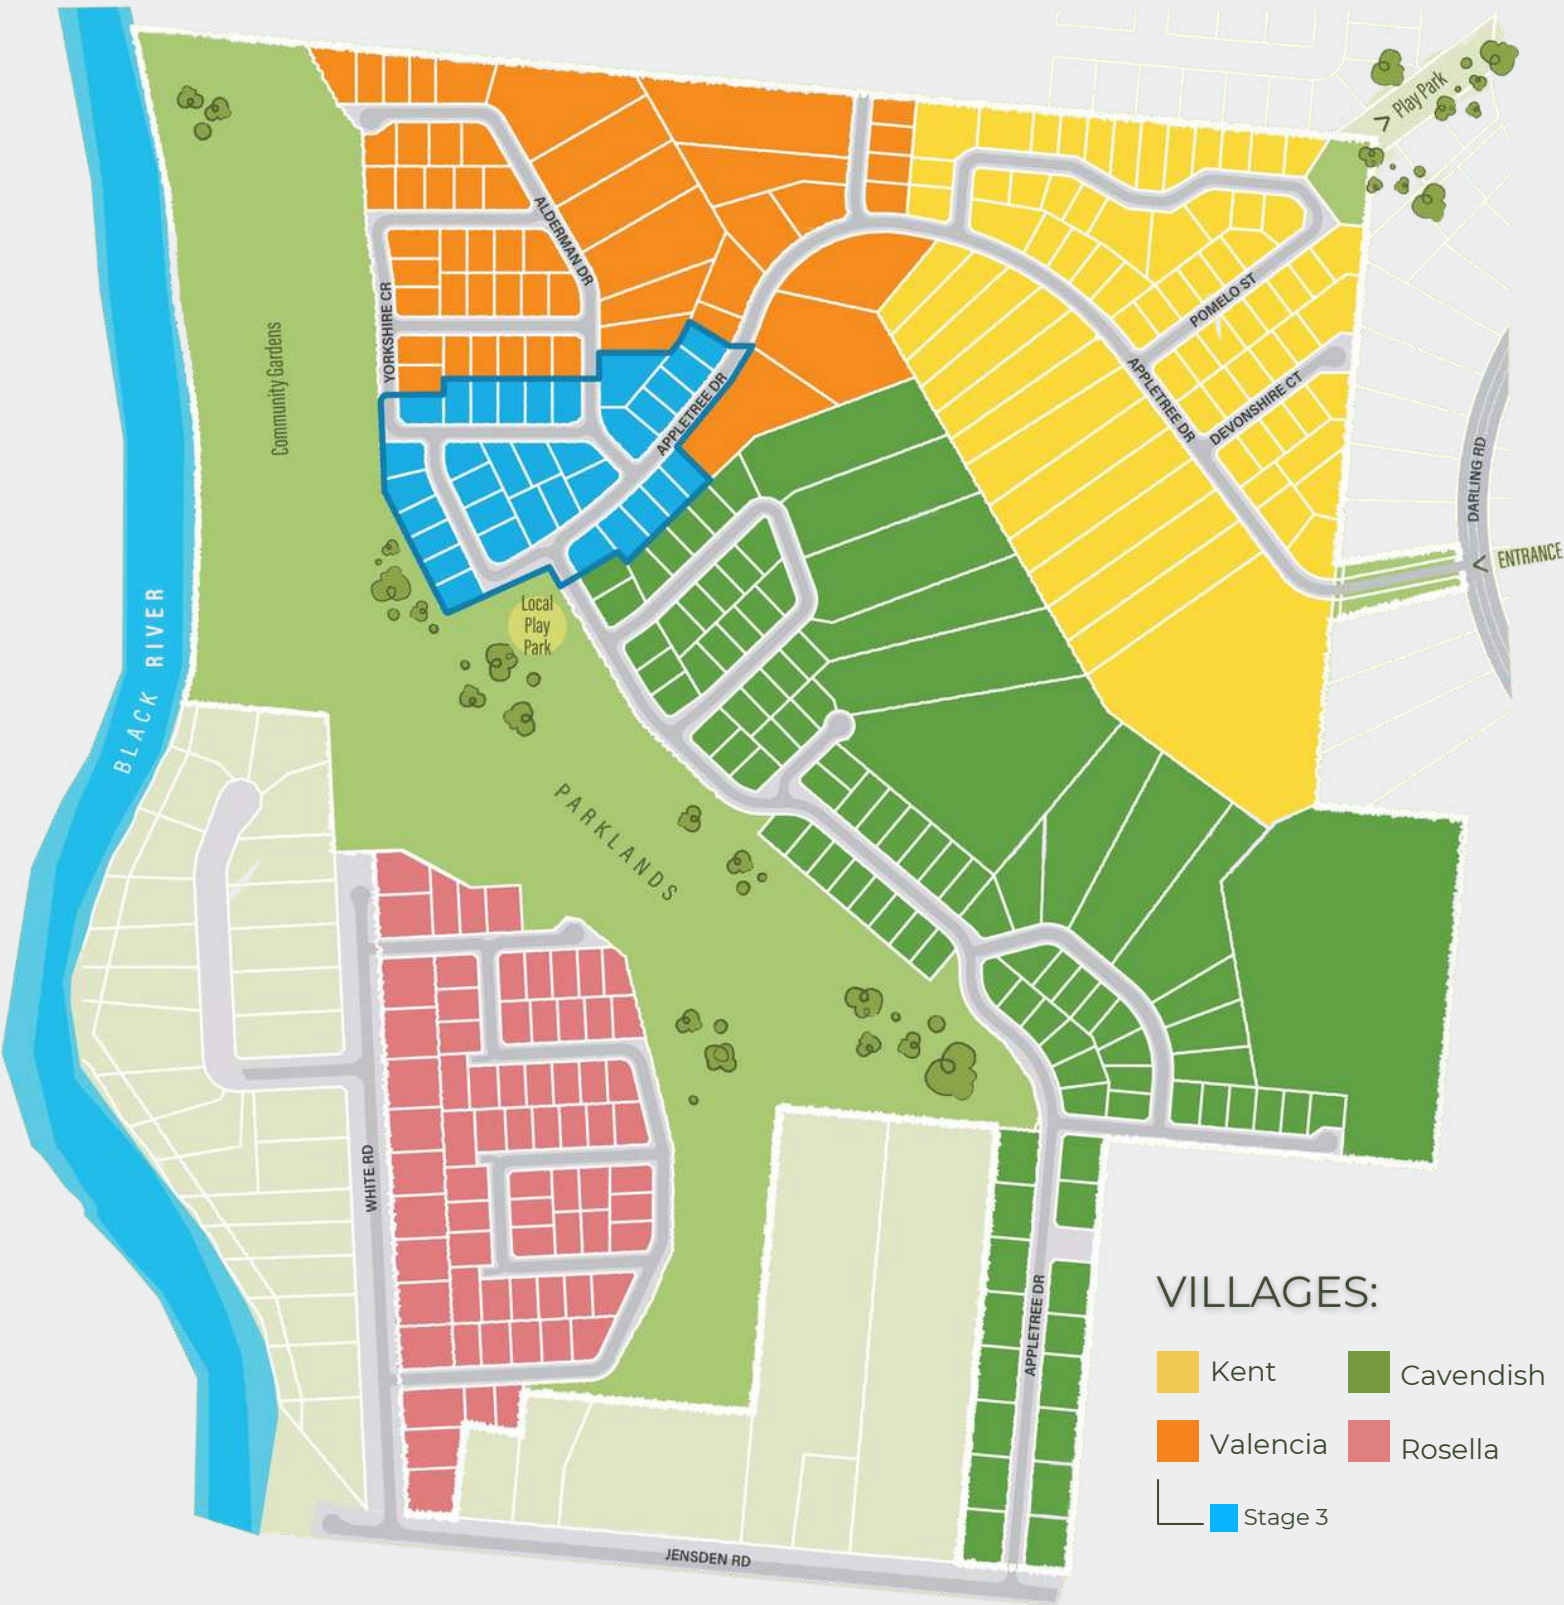 Play Park
ALDERMAN DR
YORKSHIRE CR
Community Gardens
POMELO ST
APPLETREE DR
DEVONSHIRE CT
APPLETREE DR
DARLING RD
ENTRANCE
Local
Play
Park
BLACK RIVER
PARKLANDS
WHITE RD
APPLETREE DR
JENSDEN RD
VILLAGES:
Kent
Cavendish
Valencia
Rosella
Stage 3